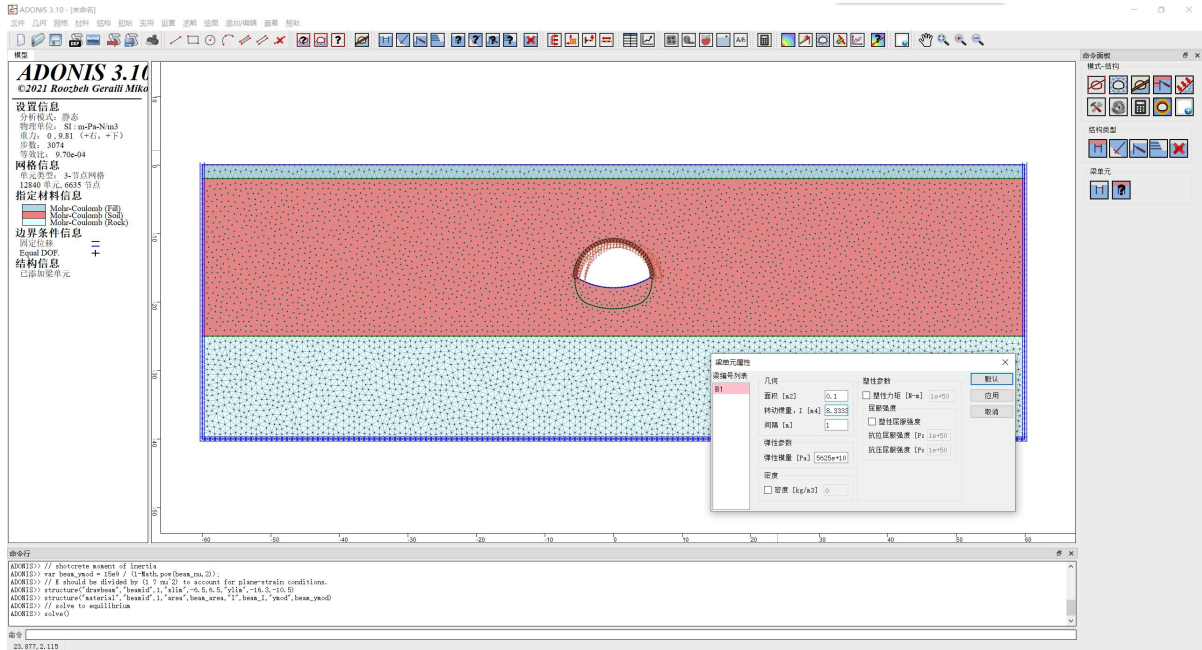 ADONIS 3.10 - [未命名]
文件 几何 网格 材料 结构 初始 实用 设置 求解 绘图 添加/编辑 查看 帮助
模型
ADONIS 3.10
©2021 Roozbeh Geraili Miko
设置信息
分析模式: 静态
物理单位: SI : m-Pa-N/m3
重力: 0 , 9.81 (+右, +下)
步数: 3074
等效比: 9.70e-04
网格信息
单元类型: 3-节点网格
12840 单元, 6635 节点
指定材料信息
Mohr-Coulomb (Fill)
Mohr-Coulomb (Soil)
Mohr-Coulomb (Rock)
边界条件信息
固定位移
Equal DOF.
结构信息
已添加梁单元
10
0
-10
-20
-30
-40
-50
-60 -50 -40 -30 -20 -10 0 10 20 30 40 50 60
命令面板
模式-结构
结构类型
梁单元
梁单元属性
梁编号列表
B1
几何
面积 [m2] 0.1
转动惯量, I [m4] 8.3333
间隔 [m] 1
弹性参数
弹性模量 [Pa] 5625e+10
密度
密度 [kg/m3] 0
塑性参数
塑性力矩 [N-m] 1e+50
屈服强度
塑性屈服强度
抗拉屈服强度 [Pa 1e+50
抗压屈服强度 [Pa 1e+50
默认
应用
取消
命令行
ADONIS>> // shotcrete moment of inertia
ADONIS>> var beam_ymod = 15e9 / (1-Math.pow(beam_nu,2));
ADONIS>> // E should be divided by (1 ? nu^2) to account for plane-strain conditions.
ADONIS>> structure("drawbeam","beamid",1,"xlim",-6.5,6.5,"ylim",-16.3,-10.5)
ADONIS>> structure("material","beamid",1,"area",beam_area,"I",beam_I,"ymod",beam_ymod)
ADONIS>> // solve to equilibrium
ADONIS>> solve()
命令
23.877,2.115